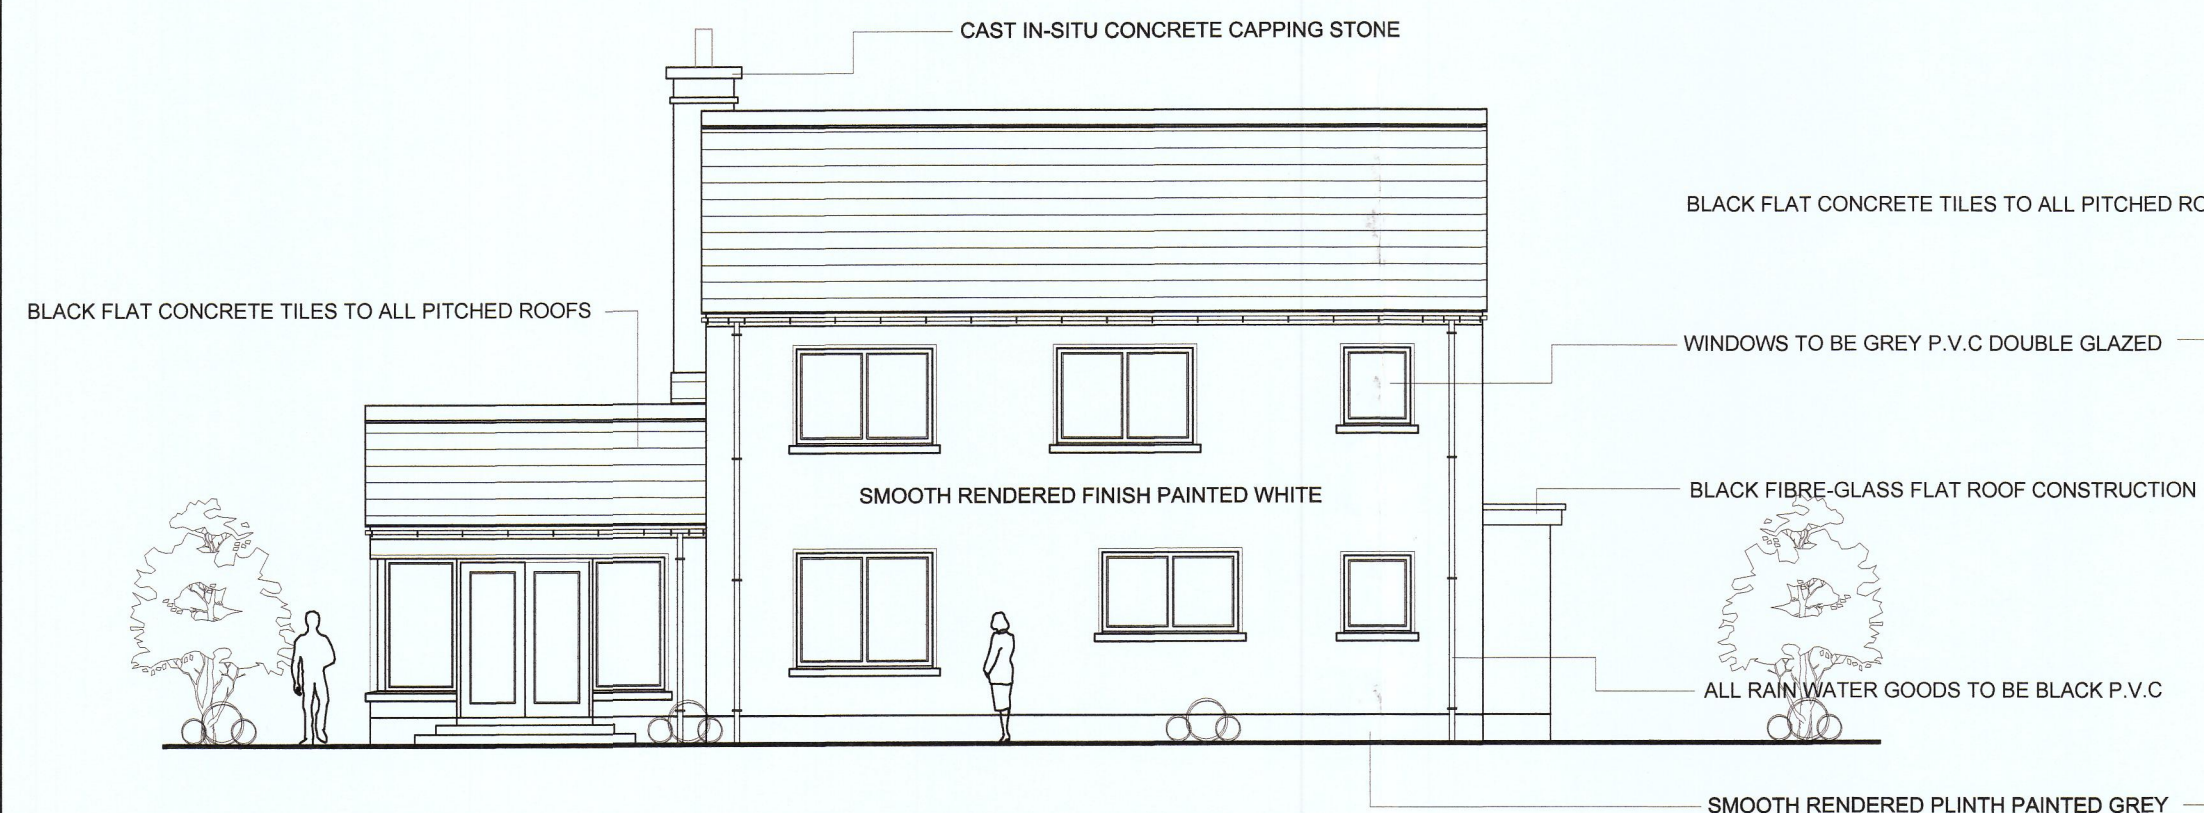 CAST IN-SITU CONCRETE CAPPING STONE
BLACK FLAT CONCRETE TILES TO ALL PITCHED RO
BLACK FLAT CONCRETE TILES TO ALL PITCHED ROOFS
WINDOWS TO BE GREY P.V.C DOUBLE GLAZED
SMOOTH RENDERED FINISH PAINTED WHITE
BLACK FIBRE-GLASS FLAT ROOF CONSTRUCTION
ALL RAIN WATER GOODS TO BE BLACK P.V.C
SMOOTH RENDERED PLINTH PAINTED GREY